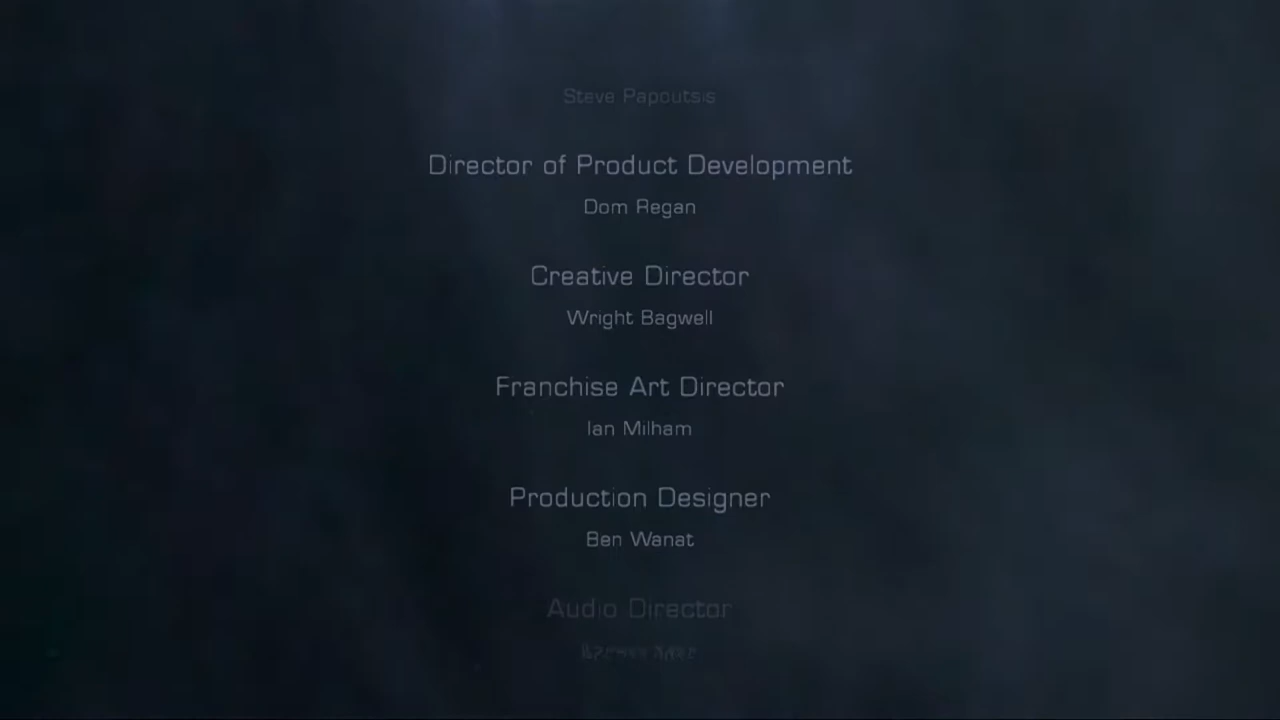 Steve Papoutsis
Director of Product Development
Dom Regan
Creative Director
Wright Bagwell
Franchise Art Director
Ian Milham
Production Designer
Ben Wanat
Audio Director